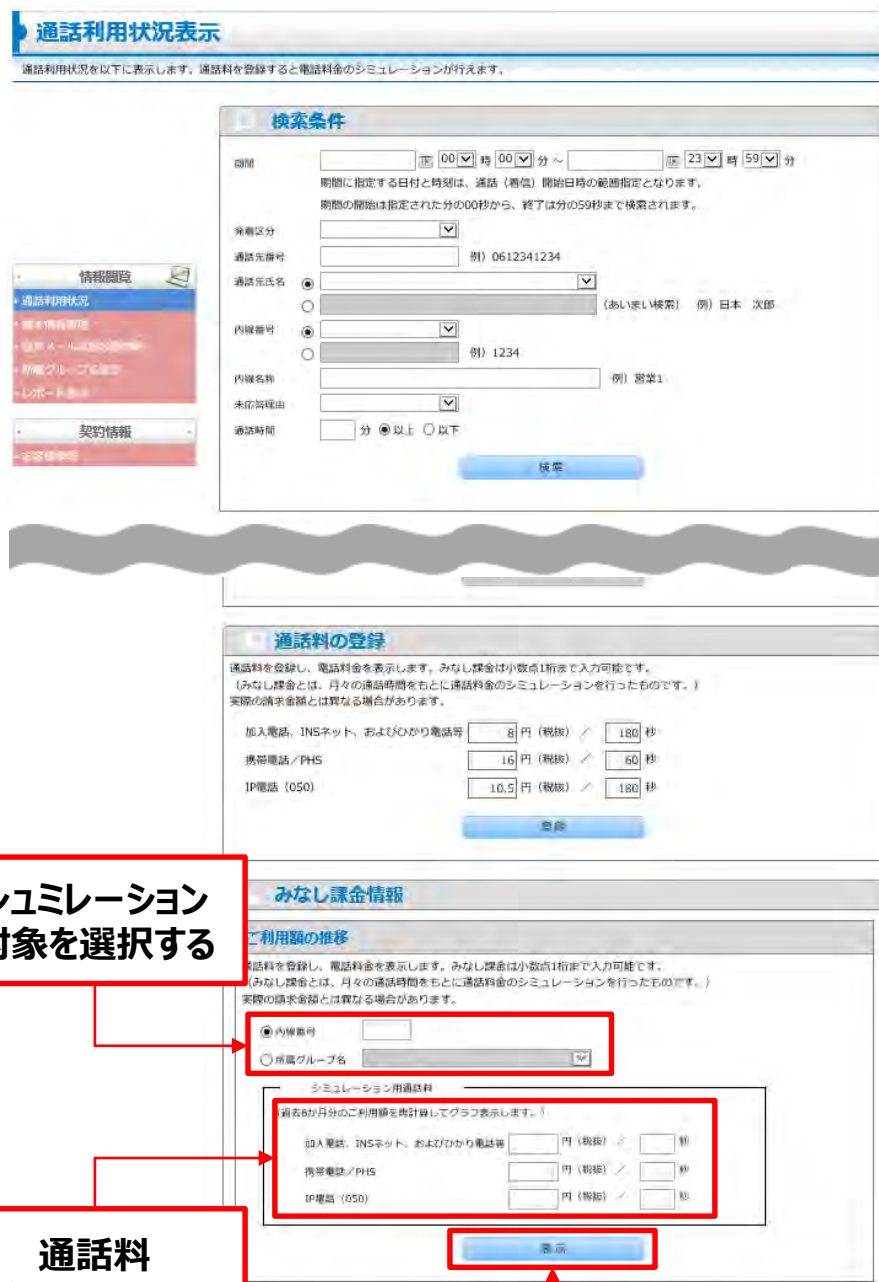 通話利用状況表示
通話利用状況を以下に表示します。通話料を登録すると電話料金のシミュレーションが行えます。
検索条件
期間 00 時 00 分 ～ 23 時 59 分
期間に指定する日付と時刻は、通話（着信）開始日時の範囲指定となります。
期間の開始は指定された分の00秒から、終了は分の59秒まで検索されます。
発着区分
通話先番号 例）0612341234
通話先氏名
（あいまい検索） 例）日本 次郎
内線番号
例）1234
内線名称 例）営業1
未応答理由
通話時間 分 以上 以下
検索
情報閲覧
通話利用状況
所属グループ名設定
レポート表示
契約情報
通話料の登録
通話料を登録し、電話料金を表示します。みなし課金は小数点1桁まで入力可能です。
（みなし課金とは、月々の通話時間をもとに通話料金のシミュレーションを行ったものです。）
実際の請求金額とは異なる場合があります。
加入電話、INSネット、およびひかり電話等 8 円（税抜）／ 180 秒
携帯電話／PHS 16 円（税抜）／ 60 秒
IP電話（050） 10.5 円（税抜）／ 180 秒
登録
みなし課金情報
シュミレーション
対象を選択する
ご利用額の推移
通話料を登録し、電話料金を表示します。みなし課金は小数点1桁まで入力可能です。
（みなし課金とは、月々の通話時間をもとに通話料金のシミュレーションを行ったものです。）
実際の請求金額とは異なる場合があります。
内線番号
所属グループ名
シミュレーション用通話料
（過去6か月分のご利用額を再計算してグラフ表示します。）
加入電話、INSネット、およびひかり電話等 円（税抜）／ 秒
携帯電話／PHS 円（税抜）／ 秒
IP電話（050） 円（税抜）／ 秒
表示
通話料